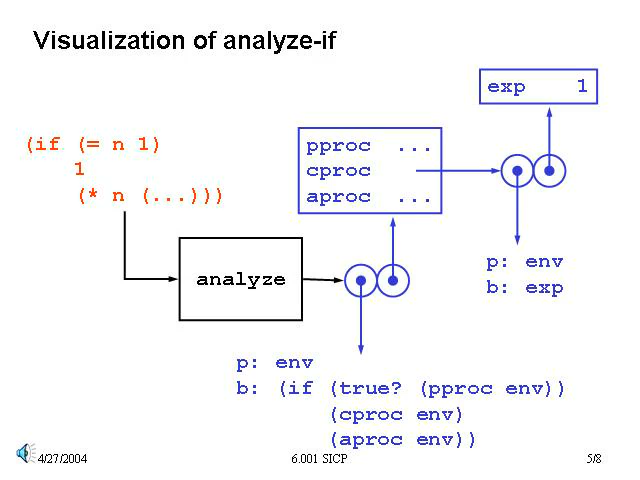 Visualization of analyze-if
exp 1
(if (= n 1)
1
(* n (...)))
pproc ...
cproc
aproc ...
analyze
p: env
b: exp
p: env
b: (if (true? (pproc env))
(cproc env)
(aproc env))
4/27/2004 6.001 SICP 5/8